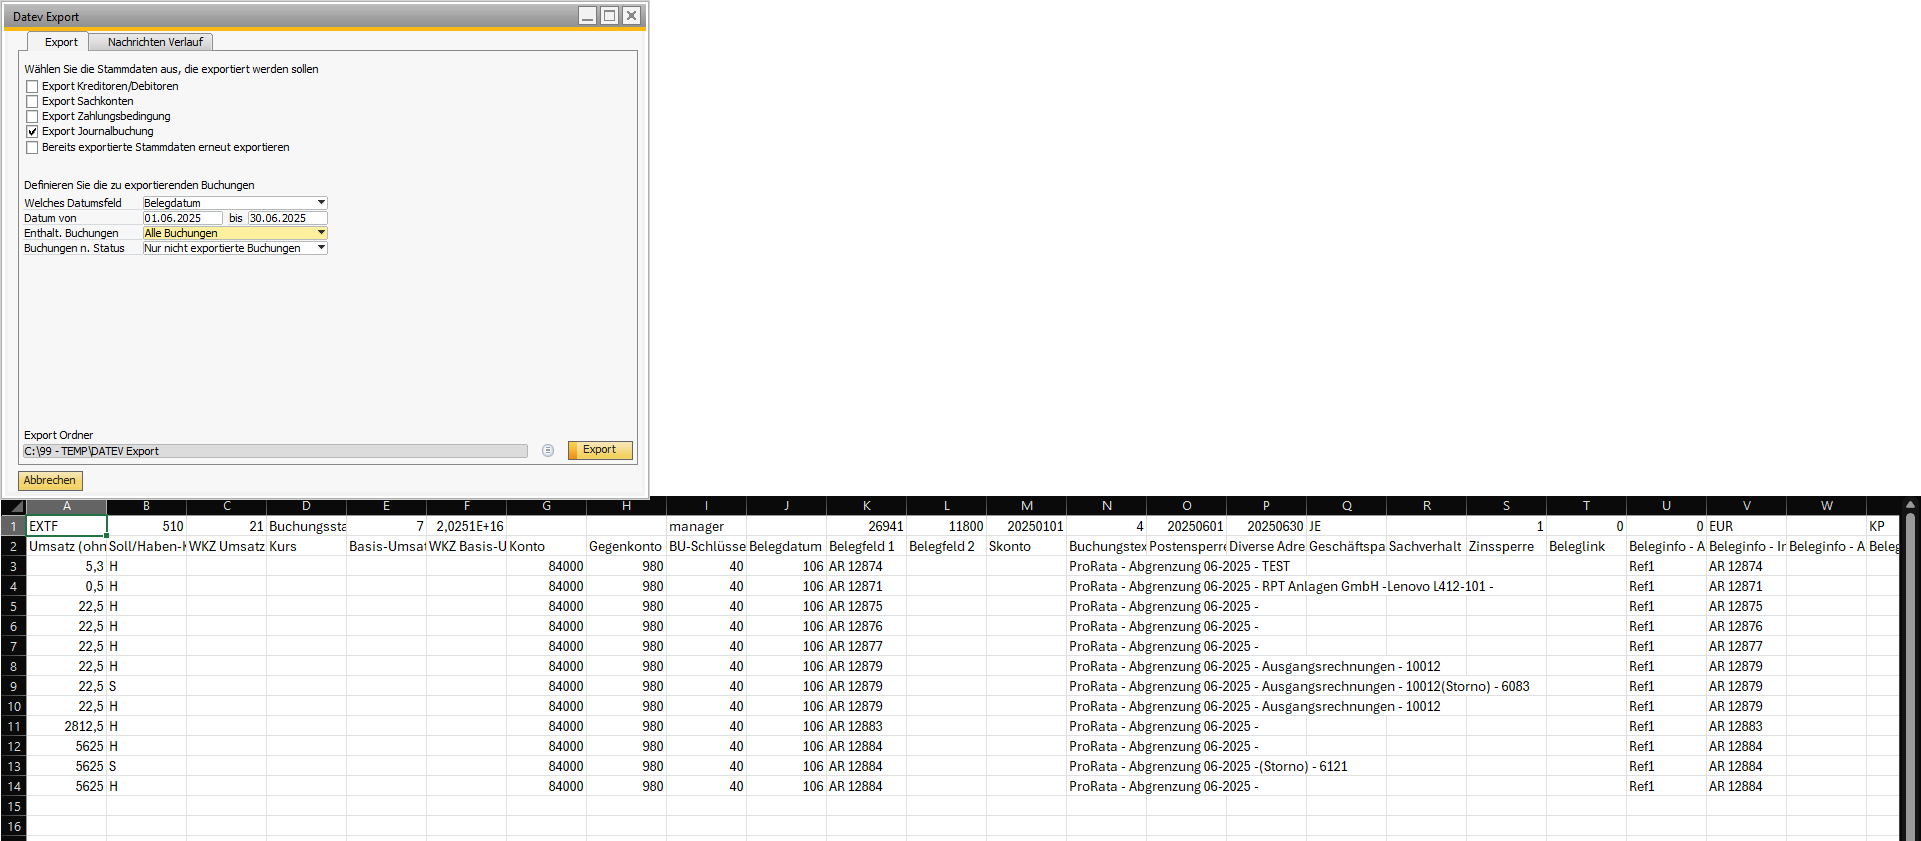 Datev Export
Export Nachrichten Verlauf
Wählen Sie die Stammdaten aus, die exportiert werden sollen
Export Kreditoren/Debitoren
Export Sachkonten
Export Zahlungsbedingung
Export Journalbuchung
Bereits exportierte Stammdaten erneut exportieren
Definieren Sie die zu exportierenden Buchungen
Welches Datumsfeld Belegdatum
Datum von 01.06.2025 bis 30.06.2025
Enthalt. Buchungen Alle Buchungen
Buchungen n. Status Nur nicht exportierte Buchungen
Export Ordner
C:\99 - TEMP\DATEV Export Export
Abbrechen
A B C D E F G H I J K L M N O P Q R S T U V W X
1 EXTF 510 21 Buchungssta 7 2,0251E+16 manager 26941 11800 20250101 4 20250601 20250630 JE 1 0 0 EUR KP
2 Umsatz (ohn Soll/Haben-K WKZ Umsatz Kurs Basis-Umsat WKZ Basis-U Konto Gegenkonto BU-Schlüsse Belegdatum Belegfeld 1 Belegfeld 2 Skonto Buchungstex Postensperre Diverse Adre Geschäftspa Sachverhalt Zinssperre Beleglink Beleginfo - A Beleginfo - In Beleginfo - A Beleg
3 5,3 H 84000 980 40 106 AR 12874 ProRata - Abgrenzung 06-2025 - TEST Ref1 AR 12874
4 0,5 H 84000 980 40 106 AR 12871 ProRata - Abgrenzung 06-2025 - RPT Anlagen GmbH -Lenovo L412-101 - Ref1 AR 12871
5 22,5 H 84000 980 40 106 AR 12875 ProRata - Abgrenzung 06-2025 - Ref1 AR 12875
6 22,5 H 84000 980 40 106 AR 12876 ProRata - Abgrenzung 06-2025 - Ref1 AR 12876
7 22,5 H 84000 980 40 106 AR 12877 ProRata - Abgrenzung 06-2025 - Ref1 AR 12877
8 22,5 H 84000 980 40 106 AR 12879 ProRata - Abgrenzung 06-2025 - Ausgangsrechnungen - 10012 Ref1 AR 12879
9 22,5 S 84000 980 40 106 AR 12879 ProRata - Abgrenzung 06-2025 - Ausgangsrechnungen - 10012(Storno) - 6083 Ref1 AR 12879
10 22,5 H 84000 980 40 106 AR 12879 ProRata - Abgrenzung 06-2025 - Ausgangsrechnungen - 10012 Ref1 AR 12879
11 2812,5 H 84000 980 40 106 AR 12883 ProRata - Abgrenzung 06-2025 - Ref1 AR 12883
12 5625 H 84000 980 40 106 AR 12884 ProRata - Abgrenzung 06-2025 - Ref1 AR 12884
13 5625 S 84000 980 40 106 AR 12884 ProRata - Abgrenzung 06-2025 -(Storno) - 6121 Ref1 AR 12884
14 5625 H 84000 980 40 106 AR 12884 ProRata - Abgrenzung 06-2025 - Ref1 AR 12884
15
16